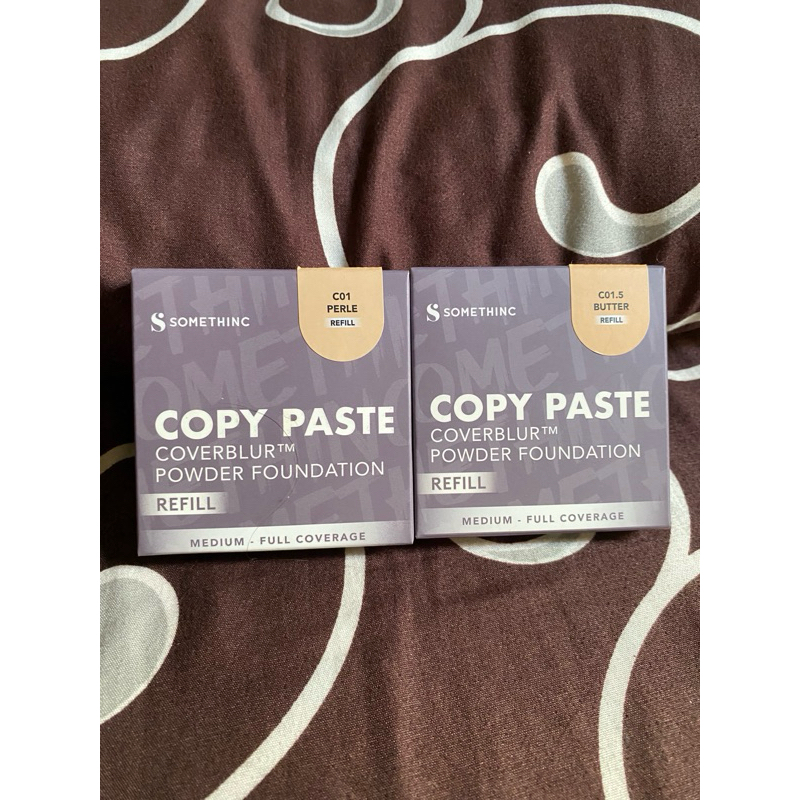 C01
PERLE
REFILL
SOMETHINC
COPY PASTE
COVERBLUR™
POWDER FOUNDATION
REFILL
MEDIUM - FULL COVERAGE
C01.5
BUTTER
REFILL
SOMETHINC
COPY PASTE
COVERBLUR™
POWDER FOUNDATION
REFILL
MEDIUM - FULL COVERAGE